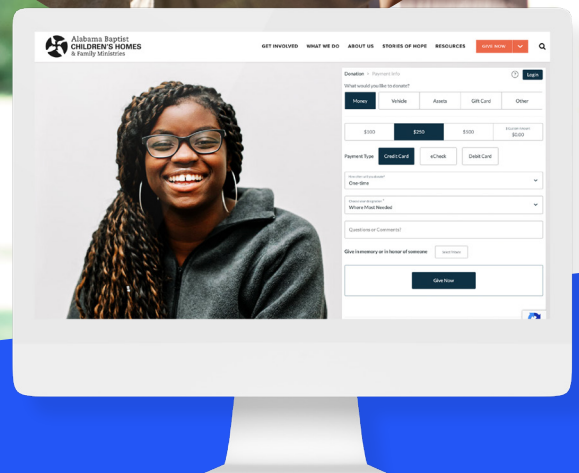 Alabama Baptist
CHILDREN'S HOMES
& Family Ministries
GET INVOLVED WHAT WE DO ABOUT US STORIES OF HOPE RESOURCES GIVE NOW
Donation Payment Info
? Login
What would you like to donate?
Money Vehicle Assets Gift Card Other
$100 $250 $500
$0.00
Payment Type Credit Card eCheck Debit Card
One-time
Where Most Needed
Questions or Comments?
Give in memory or in honor of someone
Give Now